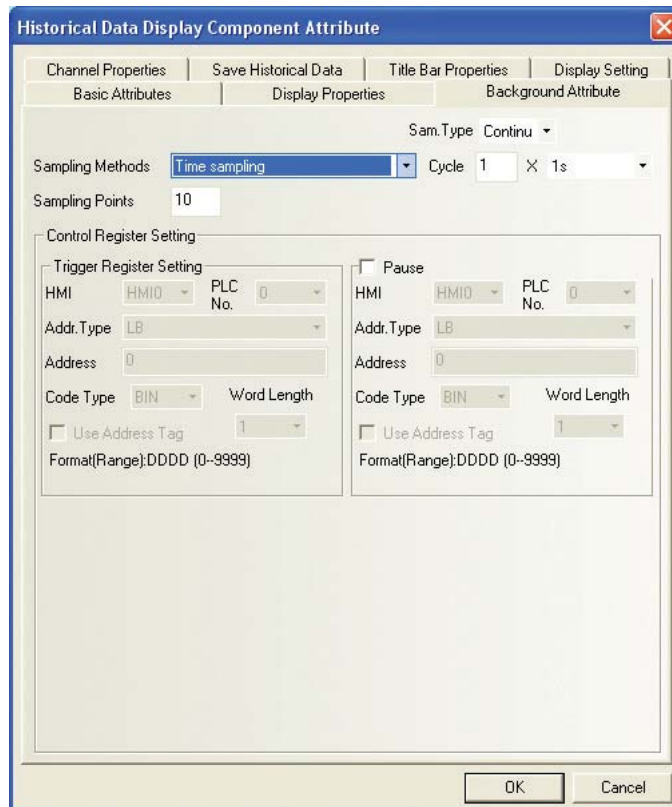 Historical Data Display Component Attribute
Channel Properties Save Historical Data Title Bar Properties Display Setting
Basic Attributes Display Properties Background Attribute
Sam.Type Continu
Sampling Methods Time sampling Cycle 1 X 1s
Sampling Points 10
Control Register Setting
Trigger Register Setting
HMI HMI0 PLC No. 0
Addr.Type LB
Address 0
Code Type BIN Word Length
Use Address Tag 1
Format(Range):DDDD (0--9999)
Pause
HMI HMI0 PLC No. 0
Addr.Type LB
Address 0
Code Type BIN Word Length
Use Address Tag 1
Format(Range):DDDD (0--9999)
OK Cancel